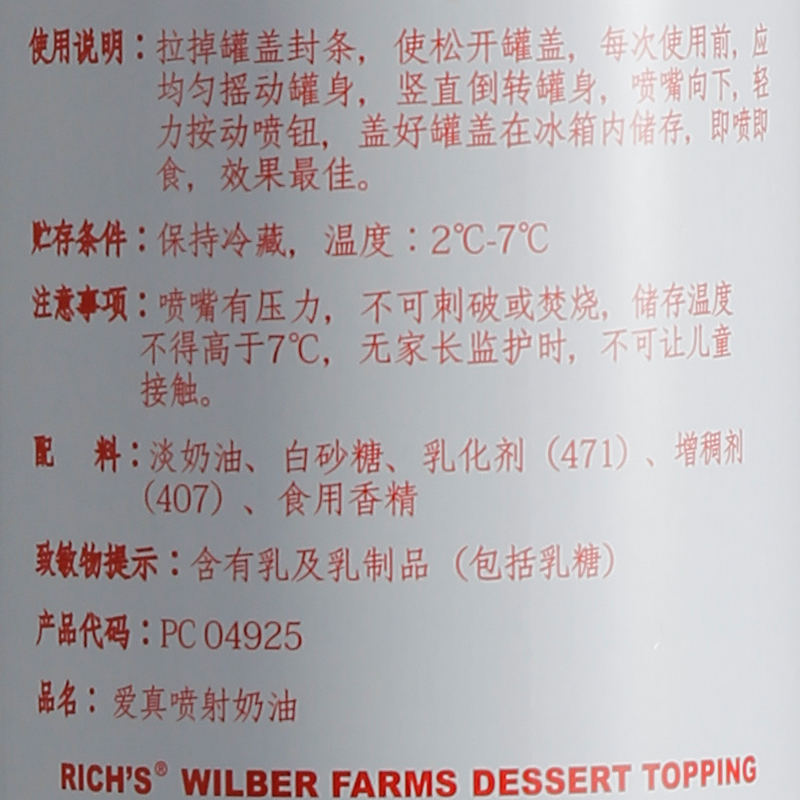 使用说明：拉掉罐盖封条，使松开罐盖，每次使用前，应
均匀摇动罐身，竖直倒转罐身，喷嘴向下，轻
力按动喷钮，盖好罐盖在冰箱内储存，即喷即
食，效果最佳。
贮存条件：保持冷藏，温度：2℃-7℃
注意事项：喷嘴有压力，不可刺破或焚烧，储存温度
不得高于7℃，无家长监护时，不可让儿童
接触。
配 料：淡奶油、白砂糖、乳化剂（471）、增稠剂
（407）、食用香精
致敏物提示：含有乳及乳制品（包括乳糖）
产品代码：PC 04925
品名：爱真喷射奶油
RICH'S® WILBER FARMS DESSERT TOPPING